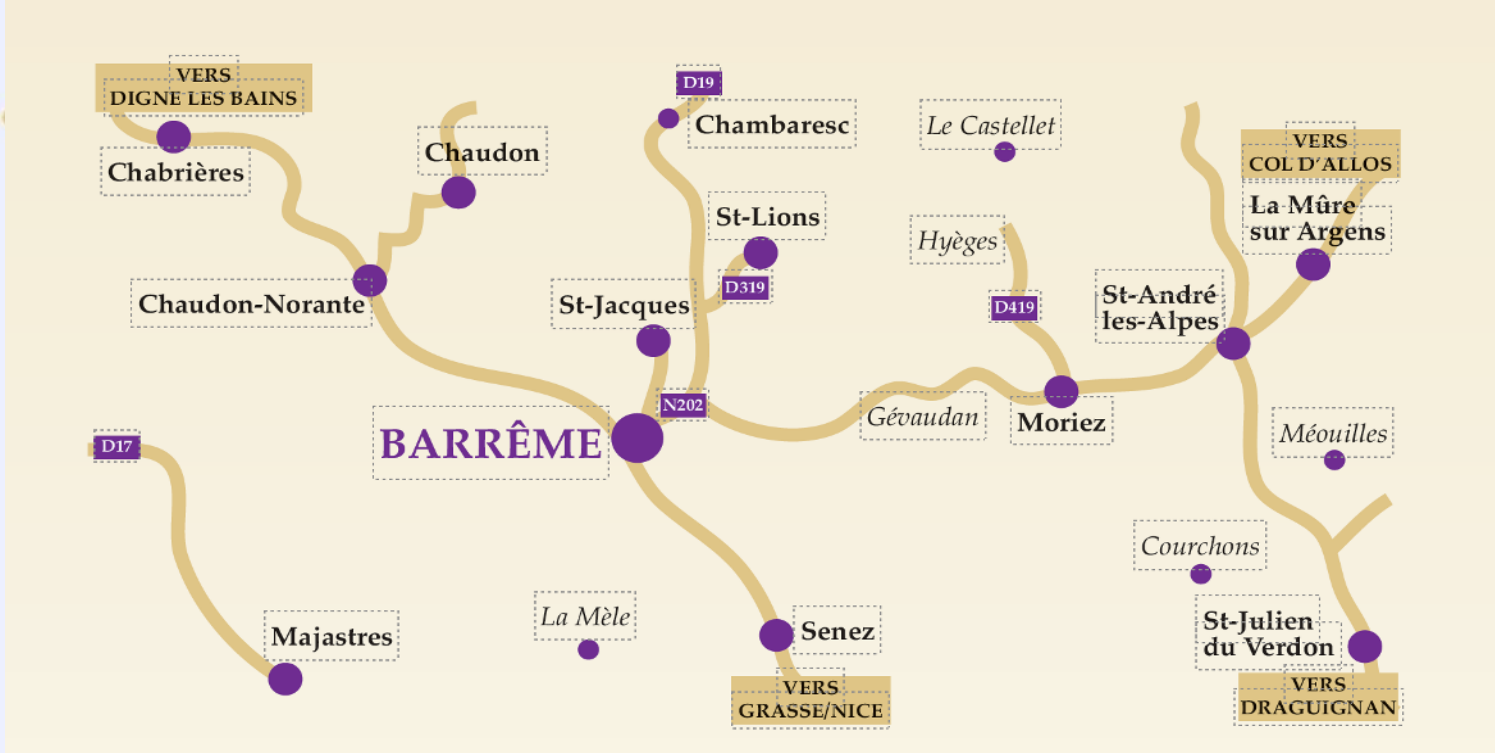 VERS
DIGNE LES BAINS
Chabrières
Chaudon
D19
Chambaresc
Le Castellet
VERS
COL D'ALLOS
La Mûre
sur Argens
St-Lions
Hyèges
D319
Chaudon-Norante
St-Jacques
D419
St-André
les-Alpes
N202
Gévaudan
Moriez
BARRÊME
Méouilles
D17
Courchons
La Mèle
Senez
St-Julien
du Verdon
Majastres
VERS
GRASSE/NICE
VERS
DRAGUIGNAN